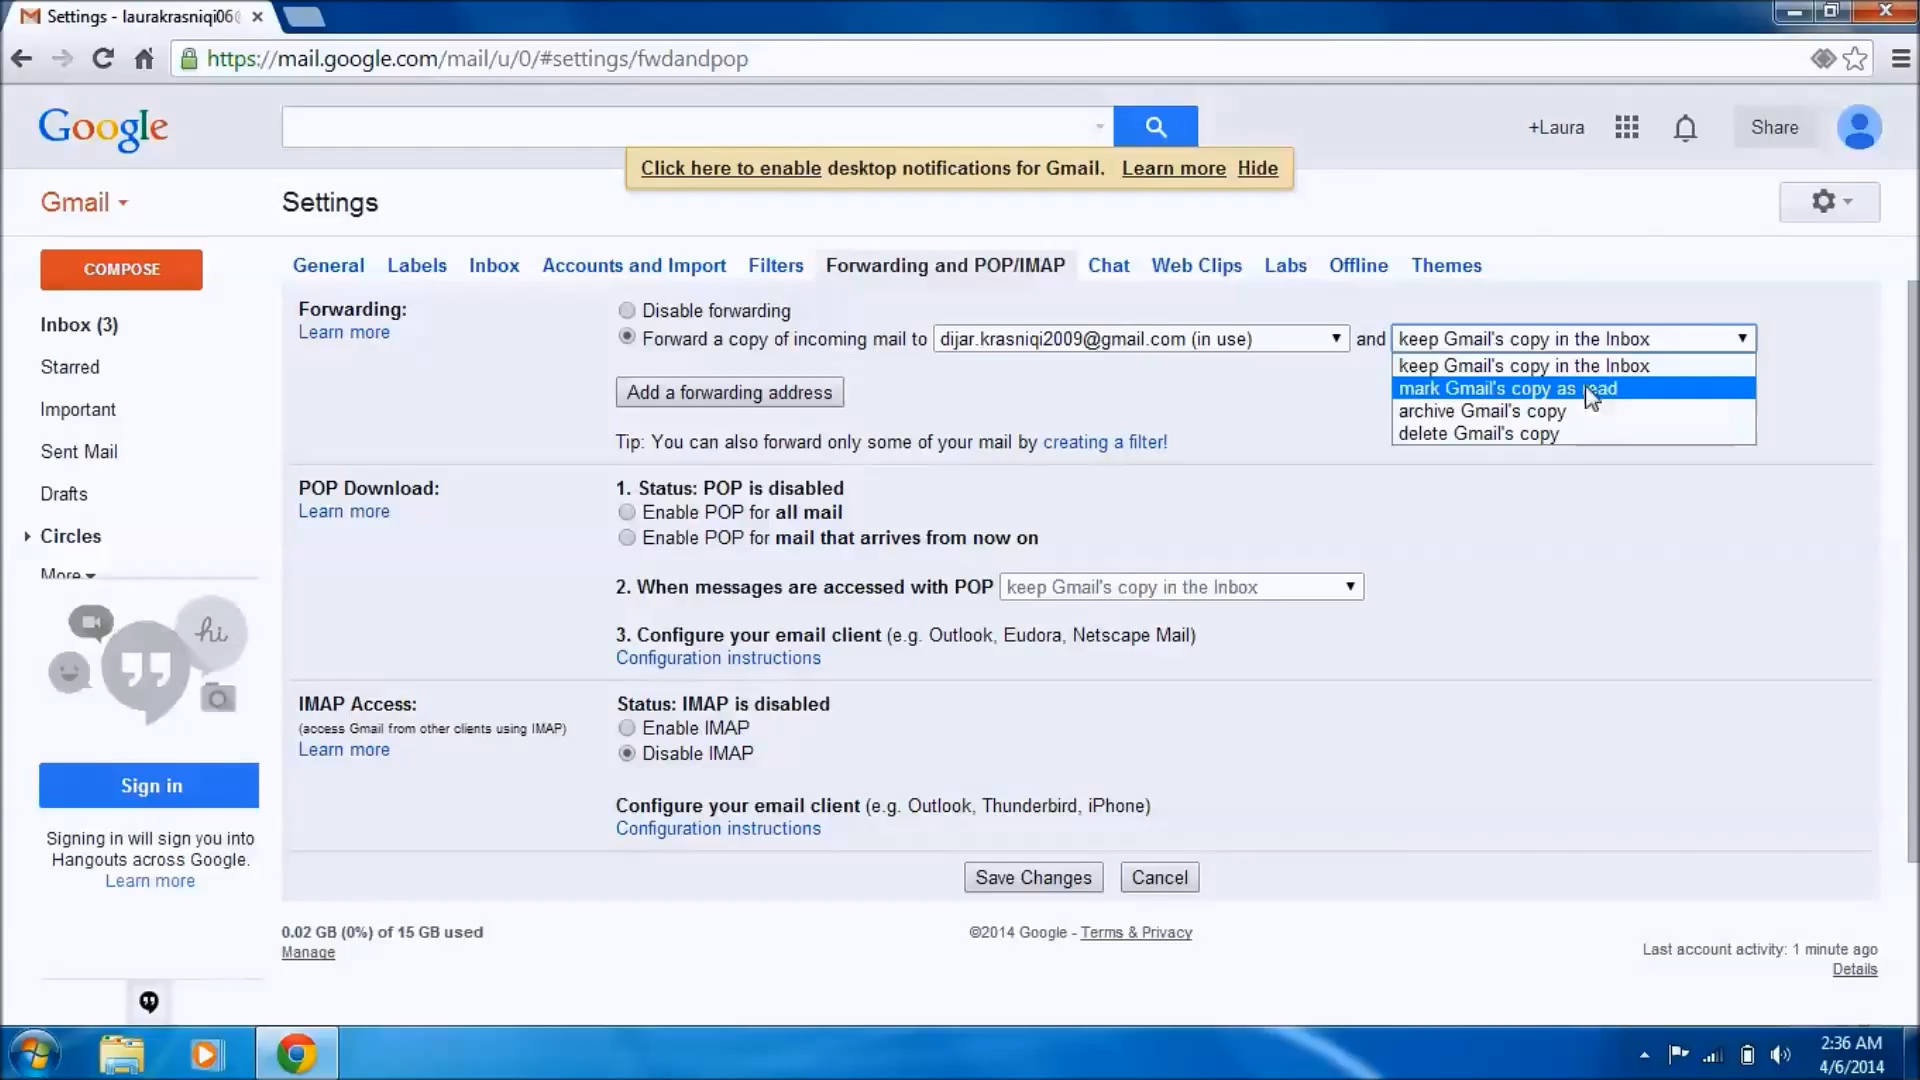 Settings - laurakrasniqi06@
https://mail.google.com/mail/u/0/#settings/fwdandpop
Google
+Laura
Share
Click here to enable desktop notifications for Gmail. Learn more Hide
Gmail
Settings
COMPOSE
General Labels Inbox Accounts and Import Filters Forwarding and POP/IMAP Chat Web Clips Labs Offline Themes
Inbox (3)
Starred
Important
Sent Mail
Drafts
Circles
More
hi
Sign in
Signing in will sign you into
Hangouts across Google.
Learn more
Forwarding:
Learn more
Disable forwarding
Forward a copy of incoming mail to dijar.krasniqi2009@gmail.com (in use) and keep Gmail's copy in the Inbox
keep Gmail's copy in the Inbox
mark Gmail's copy as read
archive Gmail's copy
delete Gmail's copy
Add a forwarding address
Tip: You can also forward only some of your mail by creating a filter!
POP Download:
Learn more
1. Status: POP is disabled
Enable POP for all mail
Enable POP for mail that arrives from now on
2. When messages are accessed with POP keep Gmail's copy in the Inbox
3. Configure your email client (e.g. Outlook, Eudora, Netscape Mail)
Configuration instructions
IMAP Access:
(access Gmail from other clients using IMAP)
Learn more
Status: IMAP is disabled
Enable IMAP
Disable IMAP
Configure your email client (e.g. Outlook, Thunderbird, iPhone)
Configuration instructions
Save Changes Cancel
0.02 GB (0%) of 15 GB used
Manage
©2014 Google - Terms & Privacy
Last account activity: 1 minute ago
Details
2:36 AM
4/6/2014